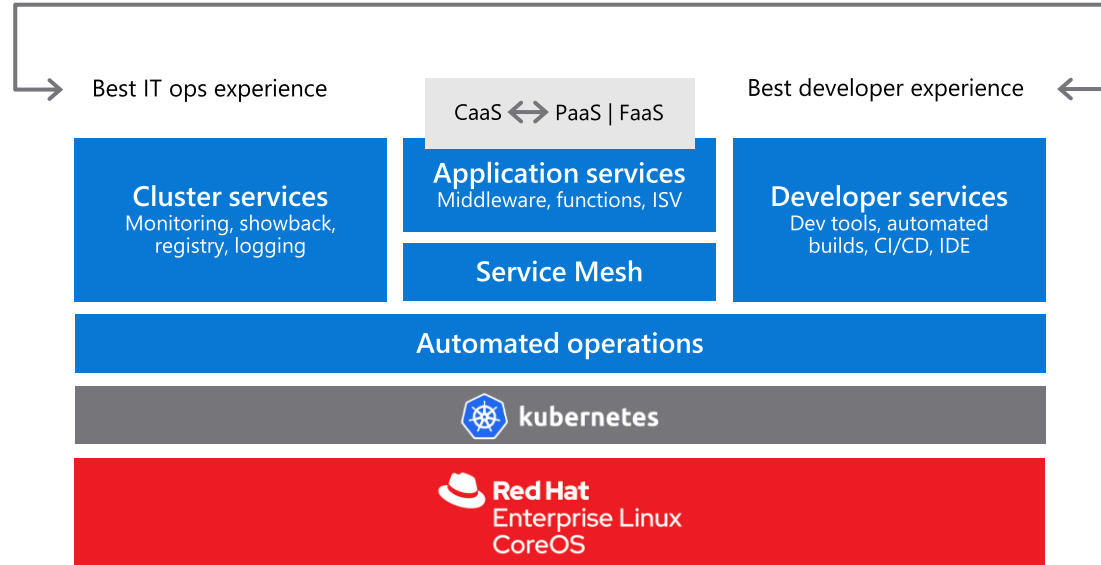 Best IT ops experience
CaaS PaaS | FaaS
Best developer experience
Cluster services
Monitoring, showback,
registry, logging
Application services
Middleware, functions, ISV
Service Mesh
Developer services
Dev tools, automated
builds, CI/CD, IDE
Automated operations
kubernetes
Red Hat
Enterprise Linux
CoreOS